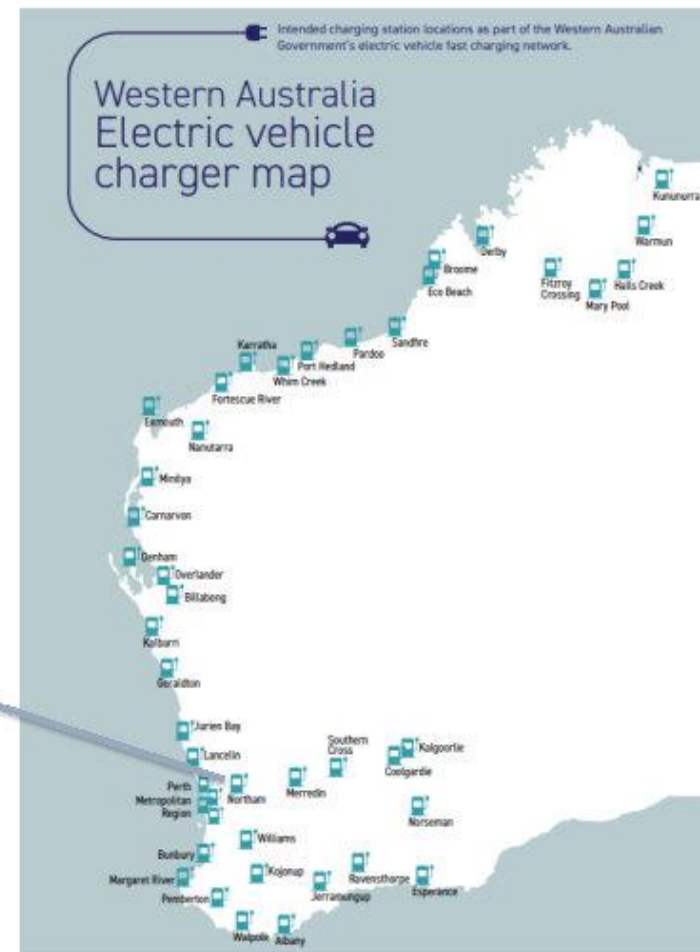 Intended charging station locations as part of the Western Australian
Government's electric vehicle fast charging network.
Western Australia
Electric vehicle
charger map
Kununurra
Warmun
Derby
Broome
Halls Creek
Fitzroy
Crossing
Eco Beach
Mary Pool
Sandfire
Karratha
Pardoo
Port Hedland
Whim Creek
Fortescue River
Exmouth
Nanutarra
Minilya
Carnarvon
Denham
Overlander
Billabong
Kalbarri
Geraldton
Jurien Bay
Southern
Cross
Kalgoorlie
Lancelin
Coolgardie
Perth
Metropolitan
Region
Northam
Merredin
Norseman
Williams
Bunbury
Kojonup
Margaret River
Ravensthorpe
Esperance
Jerramungup
Pemberton
Walpole
Albany